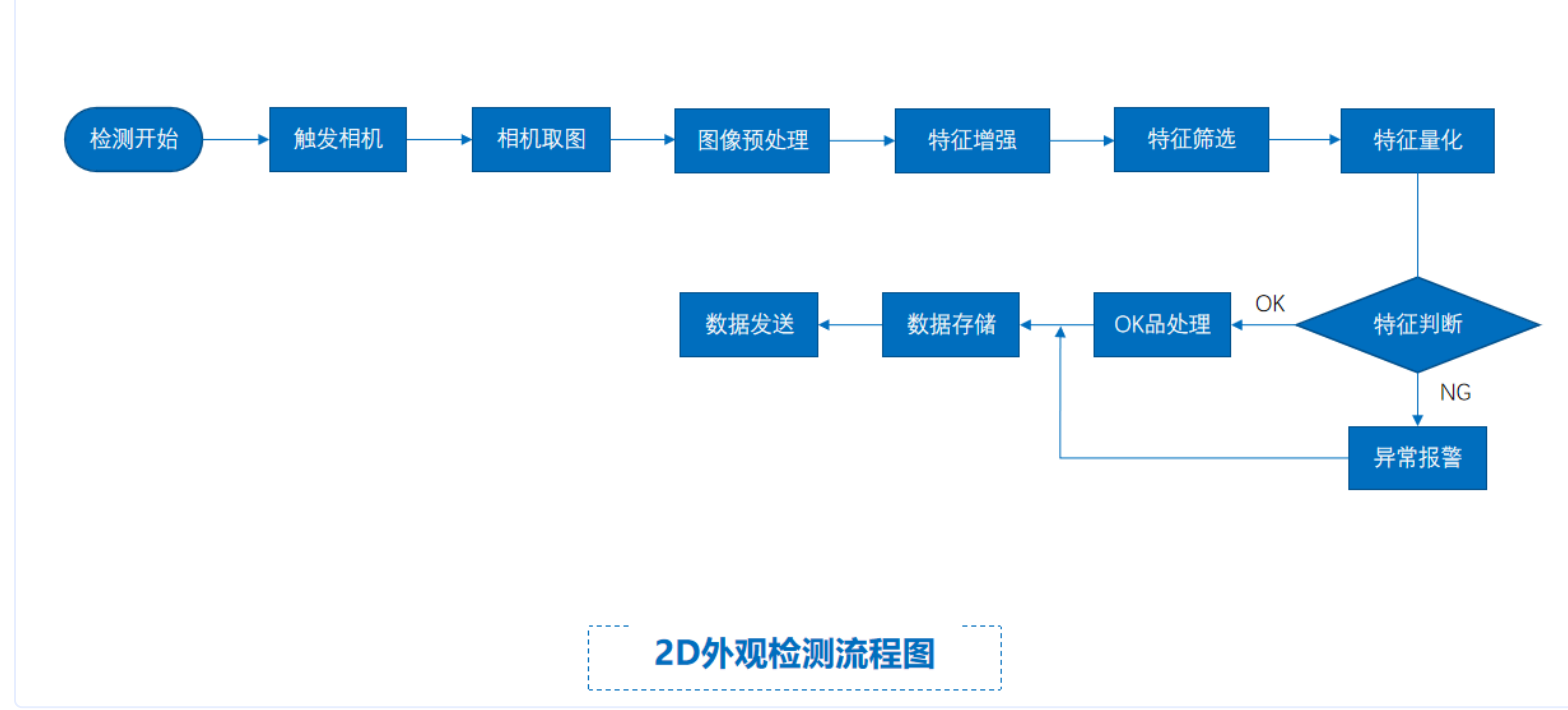 检测开始
触发相机
相机取图
图像预处理
特征增强
特征筛选
特征量化
数据发送
数据存储
OK品处理
OK
特征判断
NG
异常报警
2D外观检测流程图